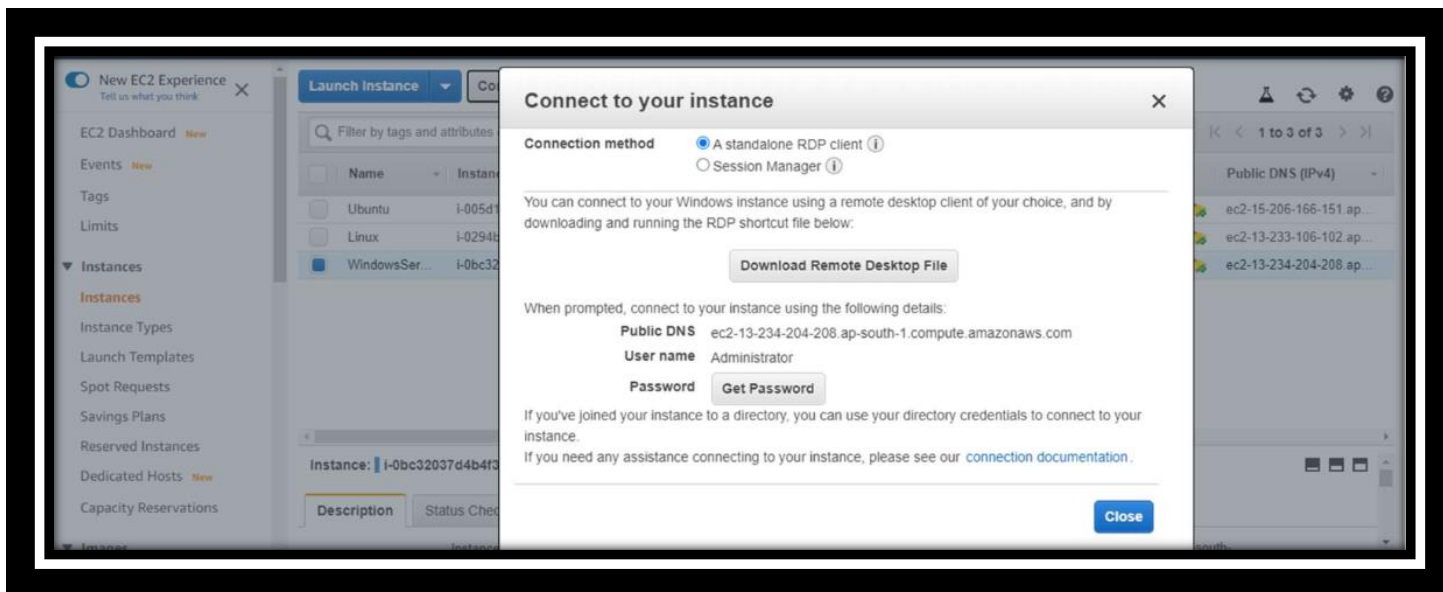 New EC2 Experience
Tell us what you think
EC2 Dashboard New
Events New
Tags
Limits
Instances
Instances
Instance Types
Launch Templates
Spot Requests
Savings Plans
Reserved Instances
Dedicated Hosts New
Capacity Reservations
Images
Launch Instance
Co
Filter by tags and attributes
1 to 3 of 3
Name Instanc Public DNS (IPv4)
Ubuntu i-005d1 ec2-15-206-166-151.ap...
Linux i-0294b ec2-13-233-106-102.ap...
WindowsSer... i-0bc32 ec2-13-234-204-208.ap...
Instance: i-0bc32037d4b4f3
Description Status Chec
Instance
south-
Connect to your instance
Connection method A standalone RDP client
Session Manager
You can connect to your Windows instance using a remote desktop client of your choice, and by
downloading and running the RDP shortcut file below:
Download Remote Desktop File
When prompted, connect to your instance using the following details:
Public DNS ec2-13-234-204-208.ap-south-1.compute.amazonaws.com
User name Administrator
Password Get Password
If you've joined your instance to a directory, you can use your directory credentials to connect to your
instance.
If you need any assistance connecting to your instance, please see our connection documentation.
Close